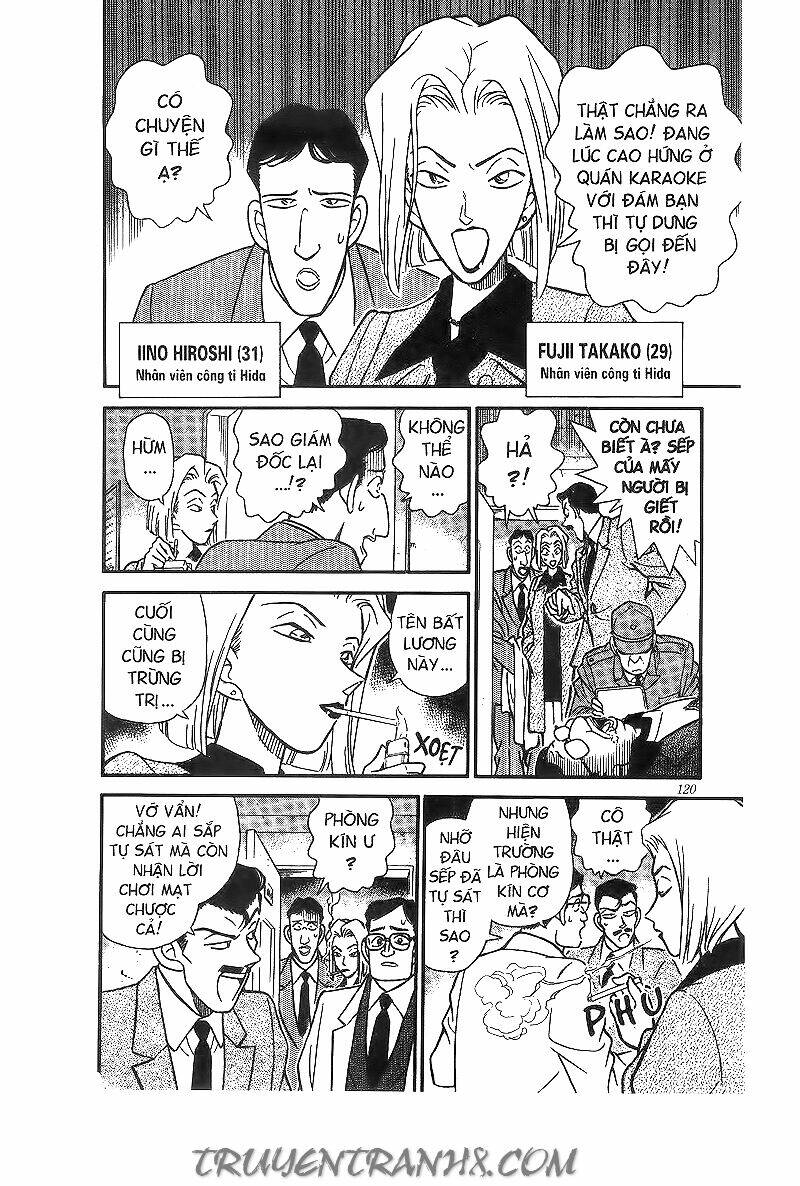 THẬT CHẲNG RA
LÀM SAO! ĐANG
LÚC CAO HỨNG Ở
QUÁN KARAOKE
VỚI ĐÁM BẠN
THÌ TỰ DƯNG
BỊ GỌI ĐẾN
ĐÂY!
CÓ
CHUYỆN
GÌ THẾ
Ạ?
IINO HIROSHI (31)
Nhân viên công ti Hida
FUJII TAKAKO (29)
Nhân viên công ti Hida
CÒN CHƯA
BIẾT À? SẾP
CỦA MẤY
NGƯỜI BỊ
GIẾT
RỒI!
HẢ
?!
KHÔNG
THỂ
NÀO
...
SAO GIÁM
ĐỐC LẠI
...!?
HỪM
...
TÊN BẤT
LƯƠNG
NÀY...
CUỐI
CÙNG
CŨNG BỊ
TRỪNG
TRỊ...
XOẸT
120
CÔ
THẬT...
NHƯNG
HIỆN
TRƯỜNG
LÀ PHÒNG
KÍN CƠ
MÀ?
NHỠ
ĐÂU
SẾP ĐÃ
TỰ SÁT
THÌ
SAO?
PHÙ
PHÒNG
KÍN Ư
?
VỚ VẨN!
CHẲNG AI SẮP
TỰ SÁT MÀ CÒN
NHẬN LỜI
CHƠI MẠT
CHƯỢC
CẢ!
TRUYENTRANH8.COM